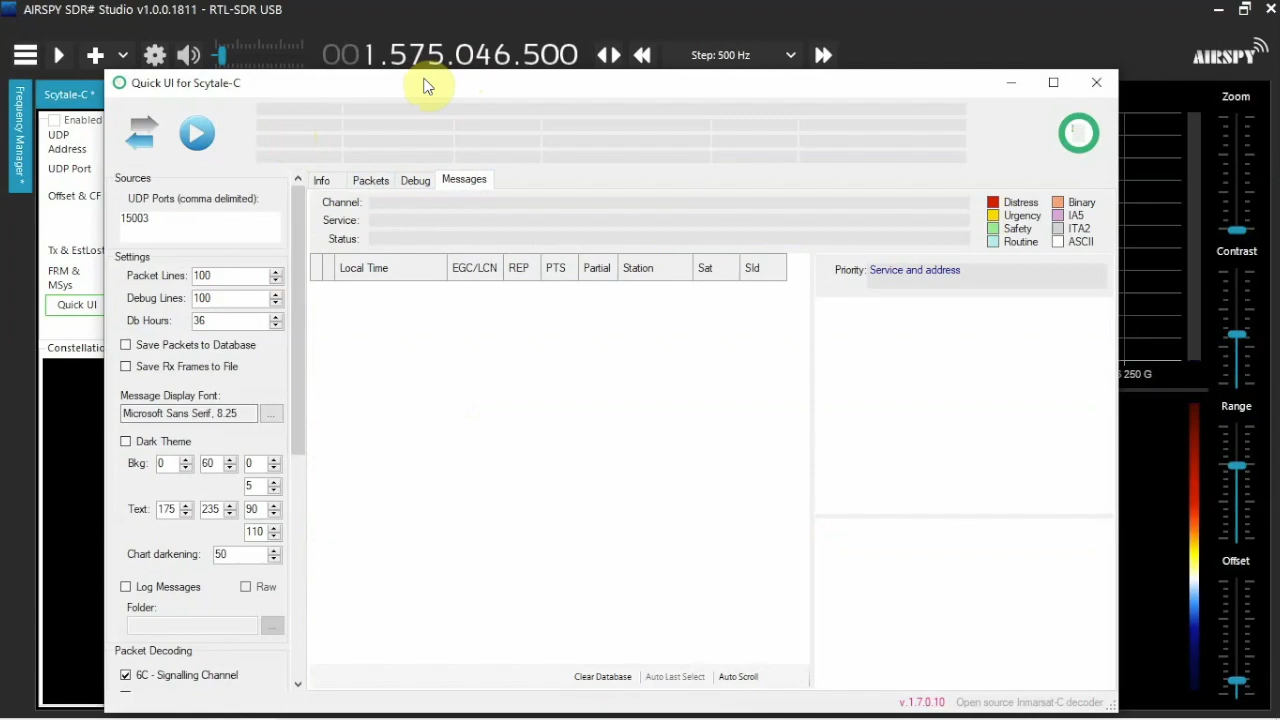 AIRSPY SDR# Studio v1.0.0.1811 - RTL-SDR USB
001.575.046.500
Step: 500 Hz
AIRSPY
Frequency Manager *
Scytale-C *
Enabled
UDP
Address
UDP Port
Offset & CF
Tx & EstLost
FRM &
MSys
Quick UI
Constellatio
Quick UI for Scytale-C
Sources
UDP Ports (comma delimited):
15003
Settings
Packet Lines: 100
Debug Lines: 100
Db Hours: 36
Save Packets to Database
Save Rx Frames to File
Message Display Font:
Microsoft Sans Serif, 8.25 ...
Dark Theme
Bkg: 0 60 0
5
Text: 175 235 90
110
Chart darkening: 50
Log Messages Raw
Folder:
...
Packet Decoding
6C - Signalling Channel
Info Packets Debug Messages
Channel:
Service:
Status:
Distress Binary
Urgency IA5
Safety ITA2
Routine ASCII
Local Time EGC/LCN REP PTS Partial Station Sat SId
Priority: Service and address
Clear Database Auto Last Auto Scroll
v.1.7.0.10 Open source Inmarsat-C decoder
Zoom
Contrast
250 G
Range
Offset